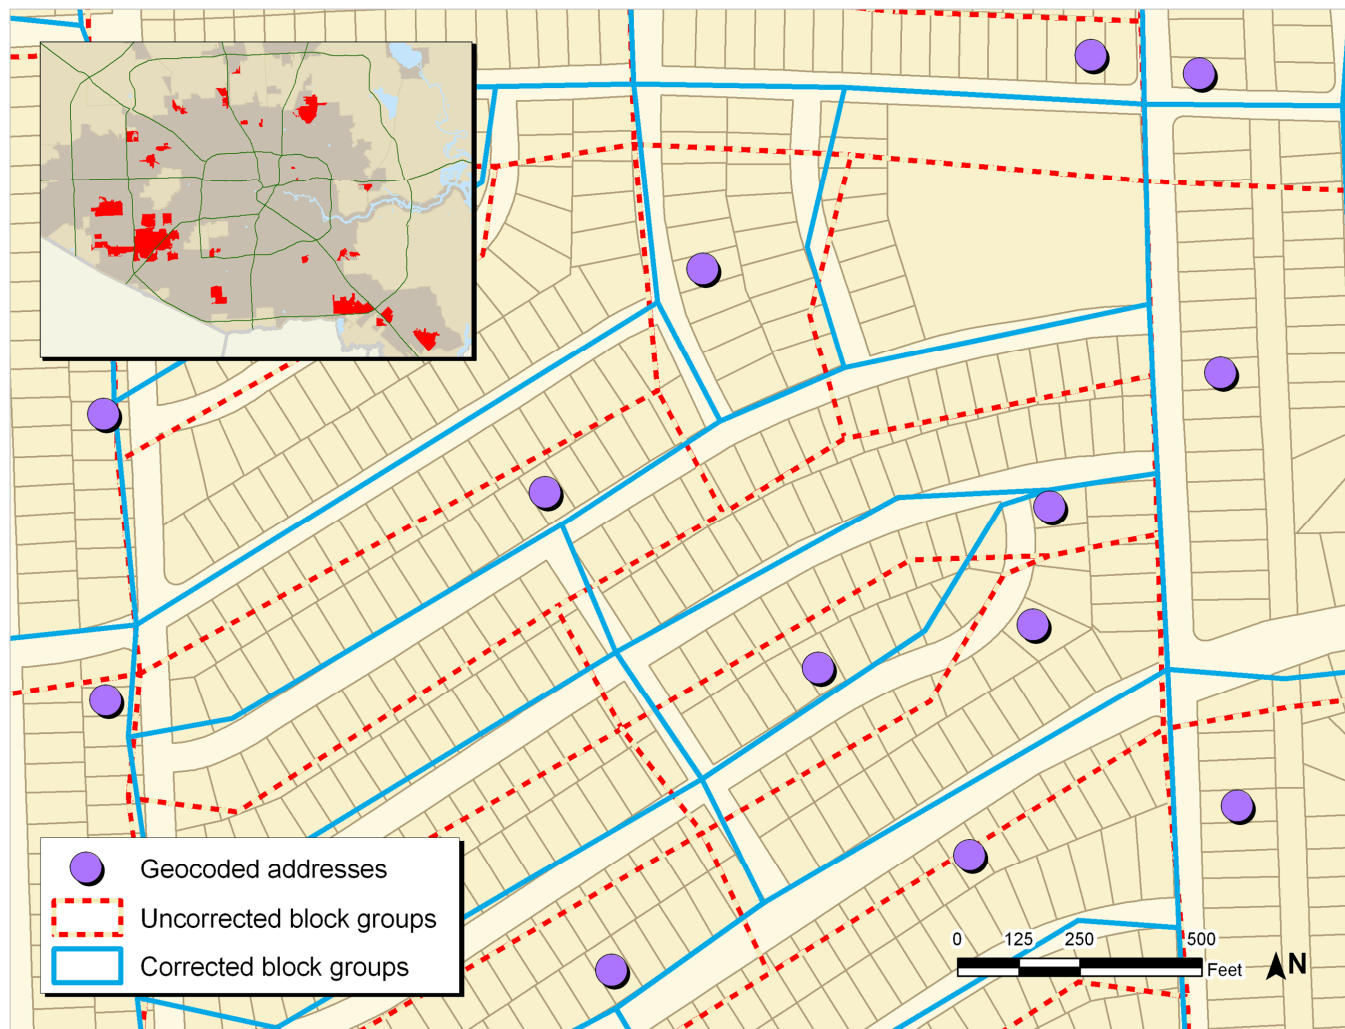 Geocoded addresses
Uncorrected block groups
Corrected block groups
0 125 250 500
Feet
N